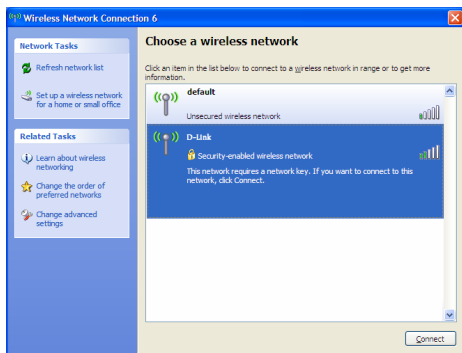 Wireless Network Connection 6
Network Tasks
Refresh network list
Set up a wireless network
for a home or small office
Related Tasks
Learn about wireless
networking
Change the order of
preferred networks
Change advanced
settings
Choose a wireless network
Click an item in the list below to connect to a wireless network in range or to get more
information.
default
Unsecured wireless network
D-Link
Security-enabled wireless network
This network requires a network key. If you want to connect to this
network, click Connect.
Connect